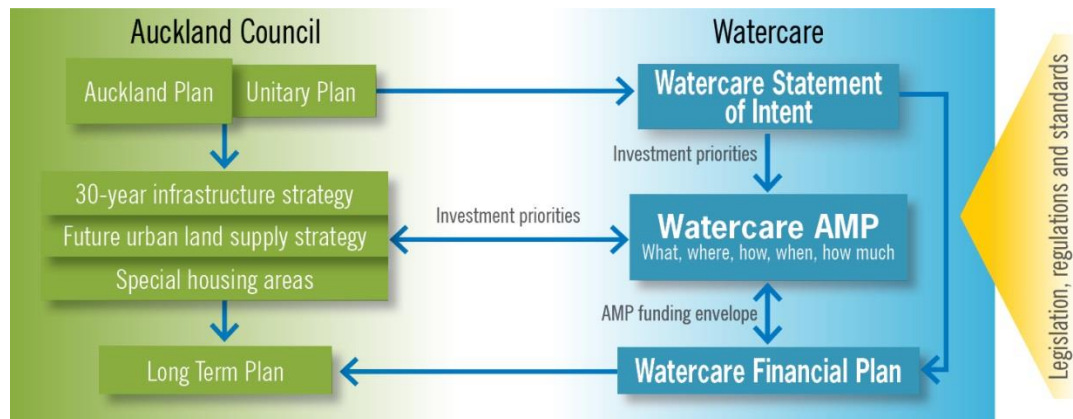 Auckland Council
Watercare
Auckland Plan
Unitary Plan
Watercare Statement
of Intent
Investment priorities
30-year infrastructure strategy
Future urban land supply strategy
Special housing areas
Investment priorities
Watercare AMP
What, where, how, when, how much
AMP funding envelope
Long Term Plan
Watercare Financial Plan
Legislation, regulations and standards